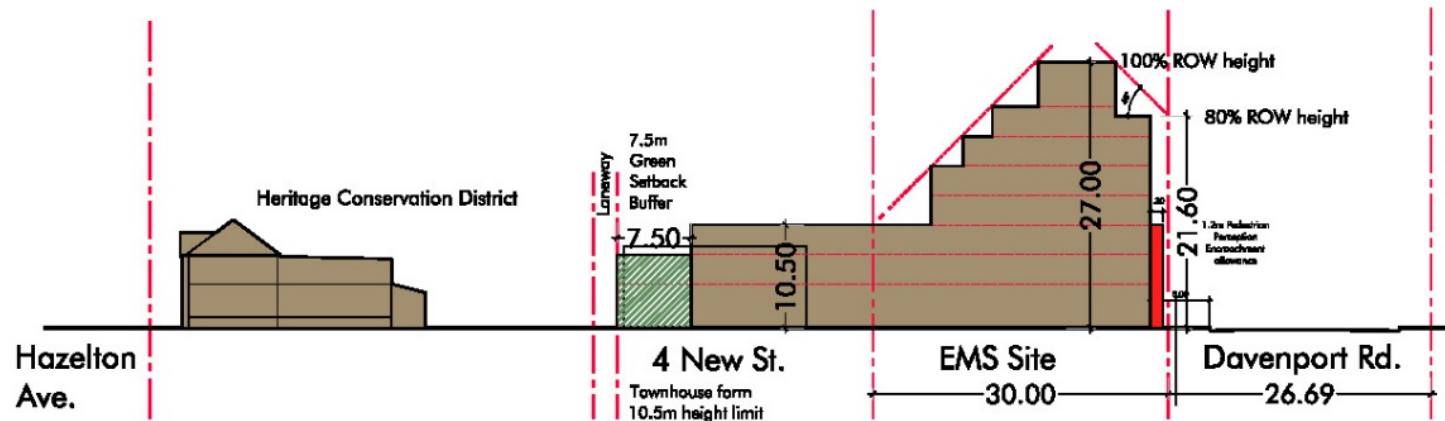 100% ROW height
80% ROW height
7.5m
Green
Setback
Buffer
Laneway
Heritage Conservation District
7.50
10.50
27.00
21.60
1.2m Pedestrian
Perception
Encroachment
allowance
Hazelton
Ave.
4 New St.
Townhouse form
10.5m height limit
EMS Site
30.00
Davenport Rd.
26.69